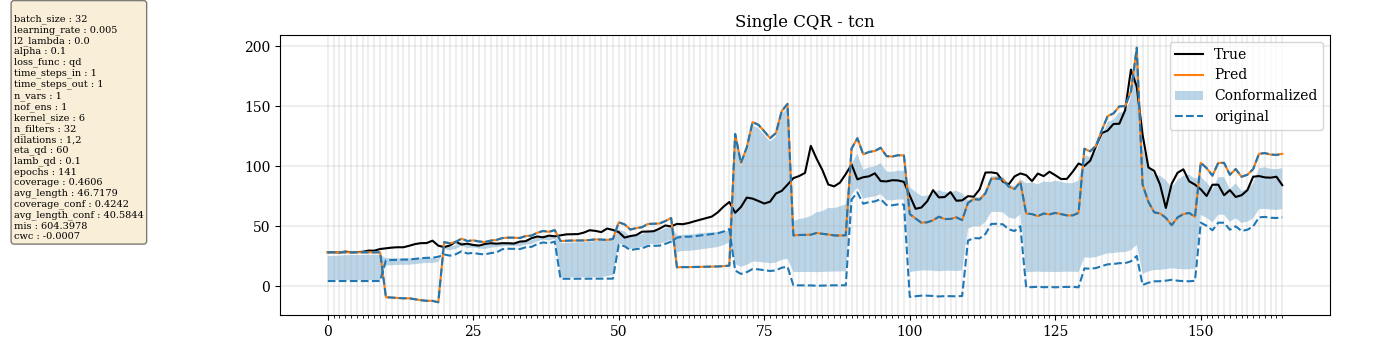 batch_size : 32
learning_rate : 0.005
l2_lambda : 0.0
alpha : 0.1
loss_func : qd
time_steps_in : 1
time_steps_out : 1
n_vars : 1
nof_ens : 1
kernel_size : 6
n_filters : 32
dilations : 1,2
eta_qd : 60
lamb_qd : 0.1
epochs : 141
coverage : 0.4606
avg_length : 46.7179
coverage_conf : 0.4242
avg_length_conf : 40.5844
mis : 604.3978
cwc : -0.0007
Single CQR - tcn
200
150
100
50
0
0 25 50 75 100 125 150
True
Pred
Conformalized
original